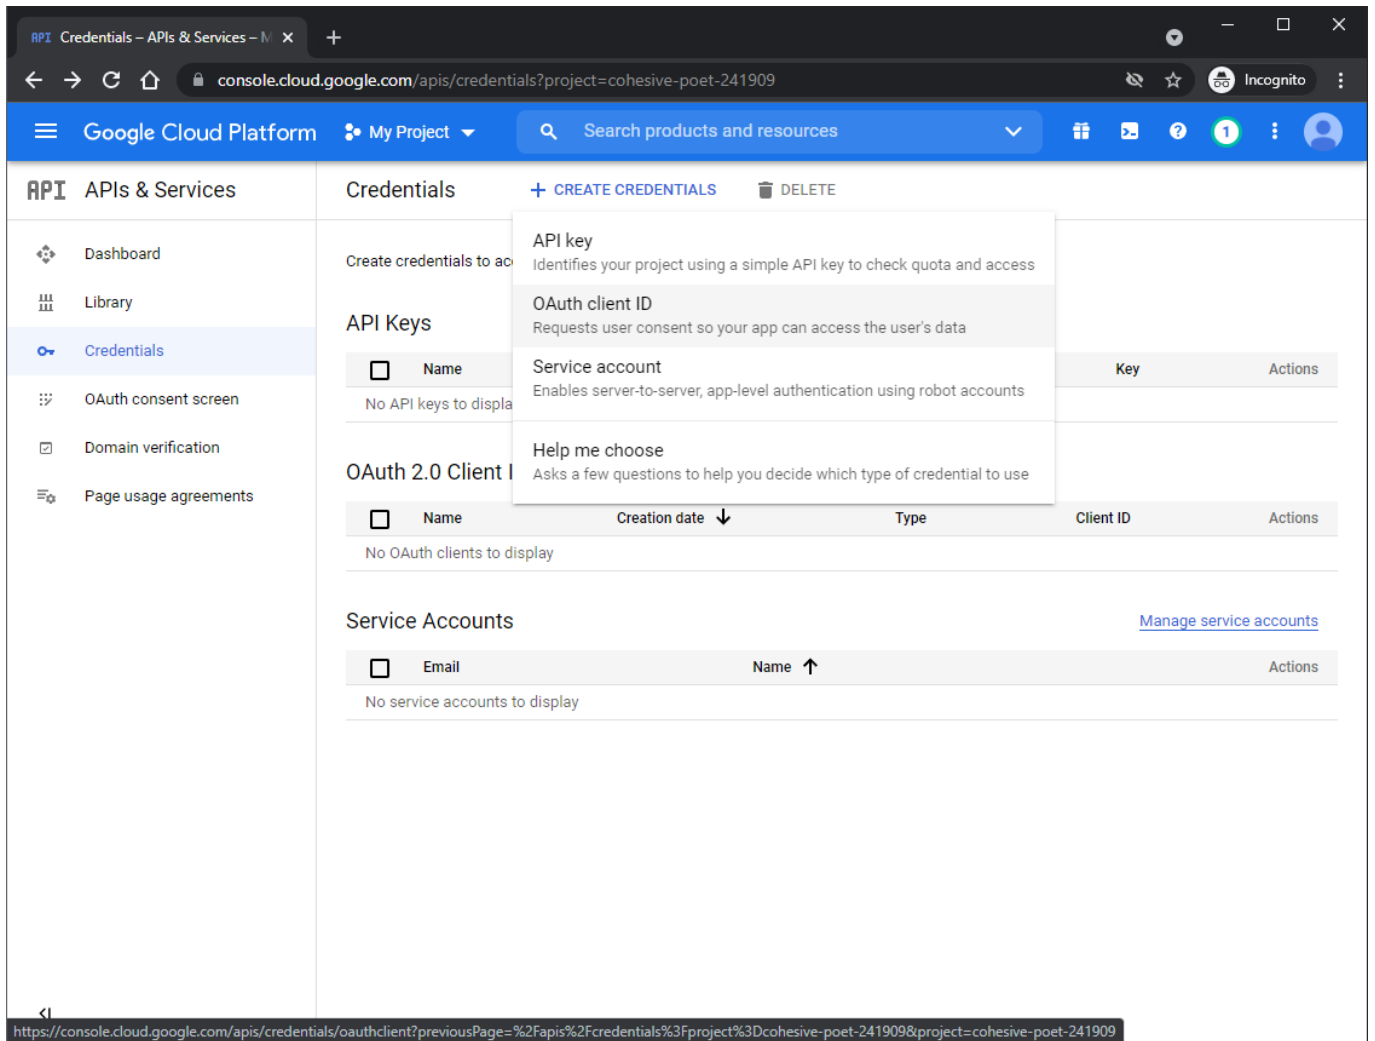 API Credentials – APIs & Services – M
console.cloud.google.com/apis/credentials?project=cohesive-poet-241909
Incognito
Google Cloud Platform
My Project
Search products and resources
1
API APIs & Services
Credentials
CREATE CREDENTIALS
DELETE
Dashboard
Library
Credentials
OAuth consent screen
Domain verification
Page usage agreements
API key
Identifies your project using a simple API key to check quota and access
OAuth client ID
Requests user consent so your app can access the user's data
Service account
Enables server-to-server, app-level authentication using robot accounts
Help me choose
Asks a few questions to help you decide which type of credential to use
Create credentials to
API Keys
Name Key Actions
No API keys to
OAuth 2.0 Client
Name Creation date Type Client ID Actions
No OAuth clients to display
Service Accounts
Manage service accounts
Email Name Actions
No service accounts to display
https://console.cloud.google.com/apis/credentials/oauthclient?previousPage=%2Fapis%2Fcredentials%3Fproject%3Dcohesive-poet-241909&project=cohesive-poet-241909